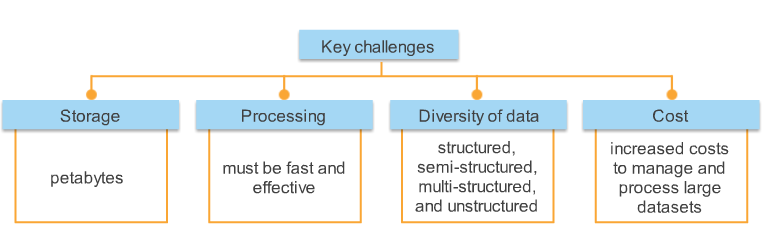 Key challenges
Storage
petabytes
Processing
must be fast and
effective
Diversity of data
structured,
semi-structured,
multi-structured,
and unstructured
Cost
increased costs
to manage and
process large
datasets